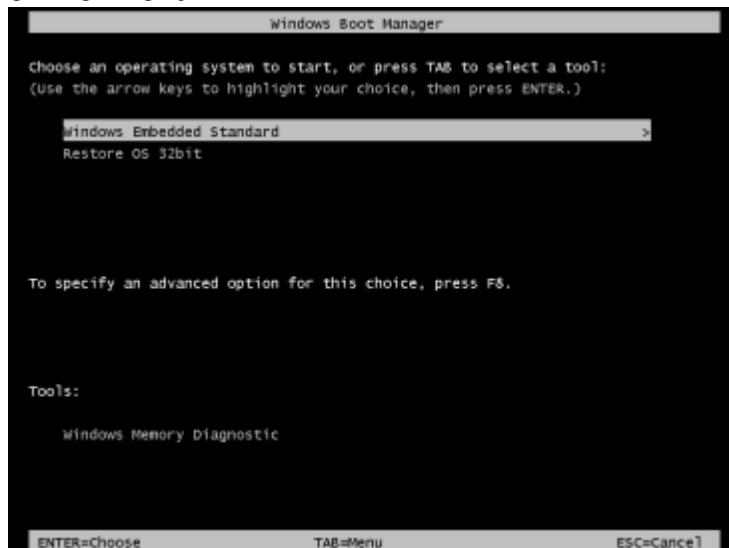 Windows Boot Manager
Choose an operating system to start, or press TAB to select a tool:
(Use the arrow keys to highlight your choice, then press ENTER.)
Windows Embedded Standard >
Restore OS 32bit
To specify an advanced option for this choice, press F8.
Tools:
Windows Memory Diagnostic
ENTER=Choose TAB=Menu ESC=Cancel